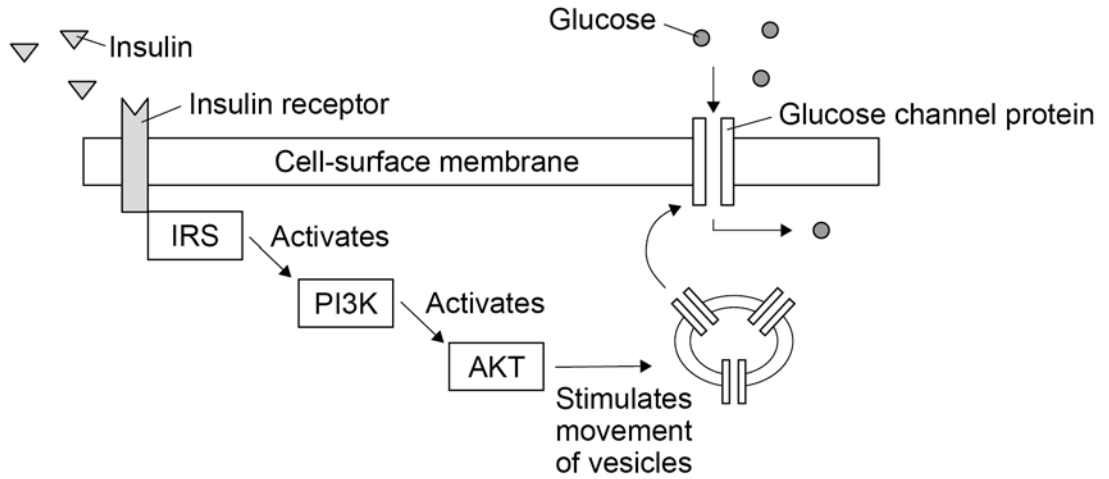 Glucose
Insulin
Insulin receptor
Glucose channel protein
Cell-surface membrane
IRS
Activates
PI3K
Activates
AKT
Stimulates
movement
of vesicles